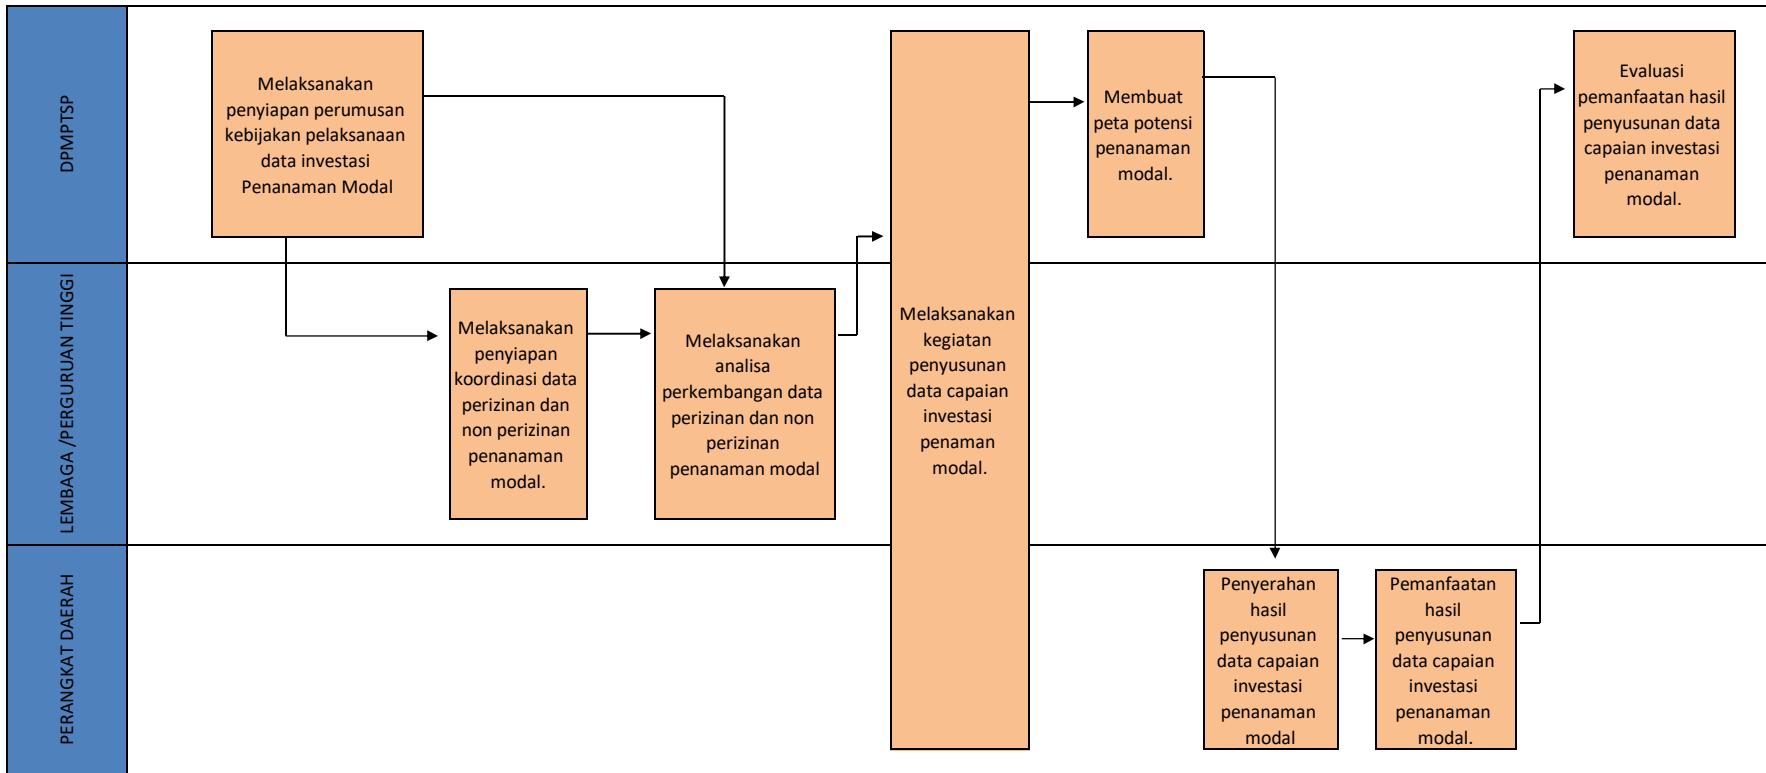 DPMPTSP
Melaksanakan
penyiapan perumusan
kebijakan pelaksanaan
data investasi
Penanaman Modal
Membuat
peta potensi
penanaman
modal.
Evaluasi
pemanfaatan hasil
penyusunan data
capaian investasi
penanaman
modal.
LEMBAGA /PERGURUAN TINGGI
Melaksanakan
penyiapan
koordinasi data
perizinan dan
non perizinan
penanaman
modal.
Melaksanakan
analisa
perkembangan data
perizinan dan non
perizinan
penanaman modal
Melaksanakan
kegiatan
penyusunan
data capaian
investasi
penaman
modal.
PERANGKAT DAERAH
Penyerahan
hasil
penyusunan
data capaian
investasi
penanaman
modal
Pemanfaatan
hasil
penyusunan
data capaian
investasi
penanaman
modal.